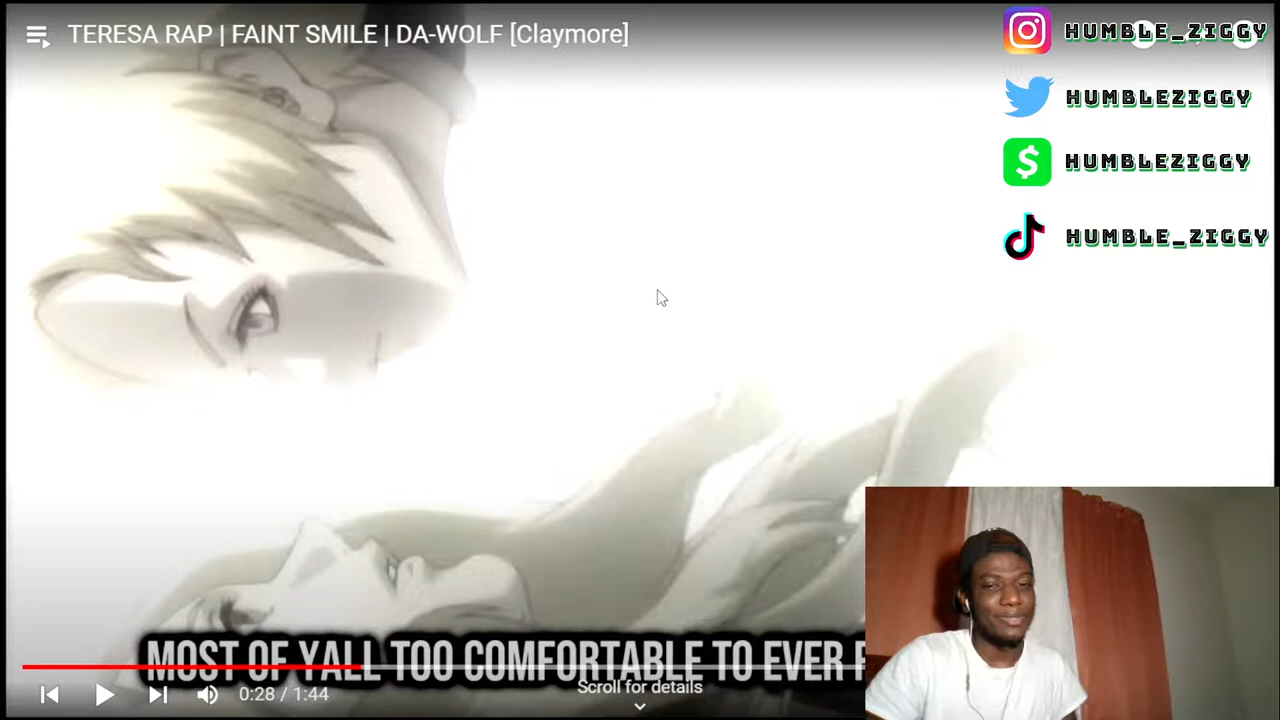 TERESA RAP | FAINT SMILE | DA-WOLF [Claymore]
HUMBLE_ZIGGY
HUMBLEZIGGY
HUMBLEZIGGY
HUMBLE_ZIGGY
MOST OF YALL TOO COMFORTABLE TO EVER
Scroll for details
0:28 / 1:44